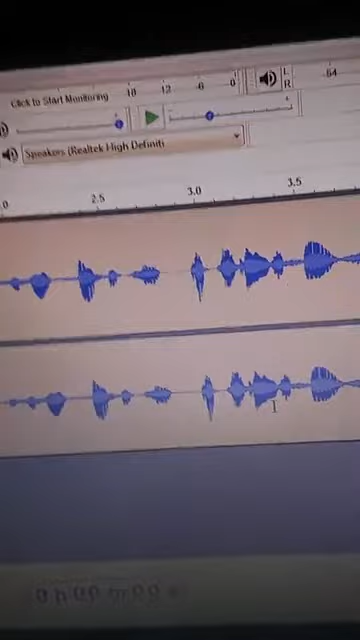 Click to Start Monitoring -18 -12 -6 0 L R -54
Speakers (Realtek High Definiti
2.5 3.0 3.5